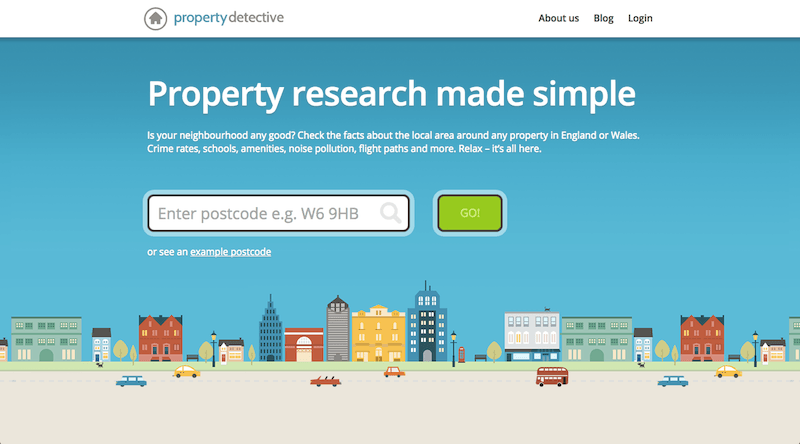 propertydetective
About us Blog Login
Property research made simple
Is your neighbourhood any good? Check the facts about the local area around any property in England or Wales.
Crime rates, schools, amenities, noise pollution, flight paths and more. Relax – it's all here.
Enter postcode e.g. W6 9HB
GO!
or see an example postcode